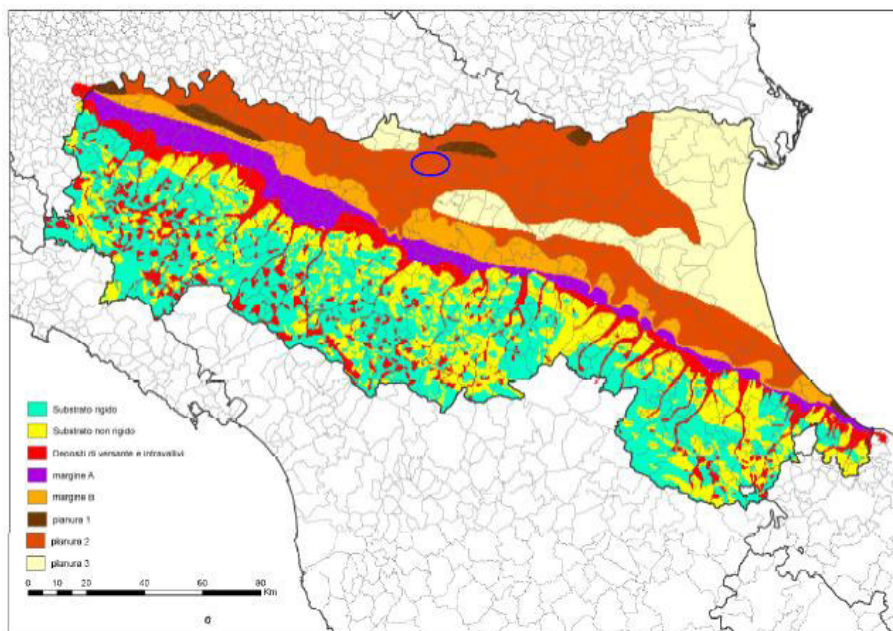 Substrato rigido
Substrato non rigido
Depositi di versante e intravallivi
margine A
margine B
pianura 1
pianura 2
pianura 3
0 10 20 40 60 80
Km